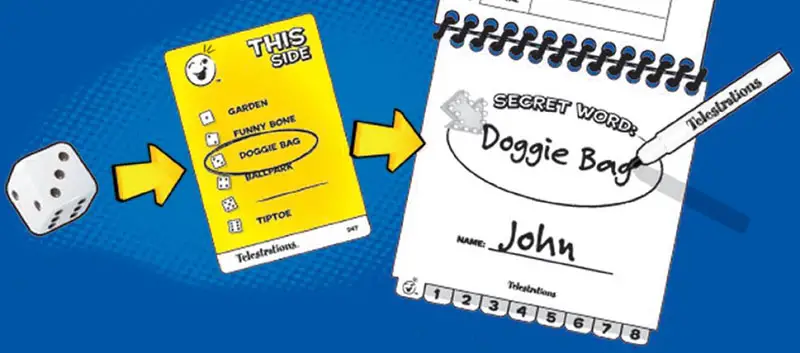 THIS
SIDE
GARDEN
FUNNY BONE
DOGGIE BAG
BALLPARK
TIPTOE
Telestrations
247
SECRET WORD:
Doggie Bag
Telestrations
NAME: John
Telestrations
1 2 3 4 5 6 7 8